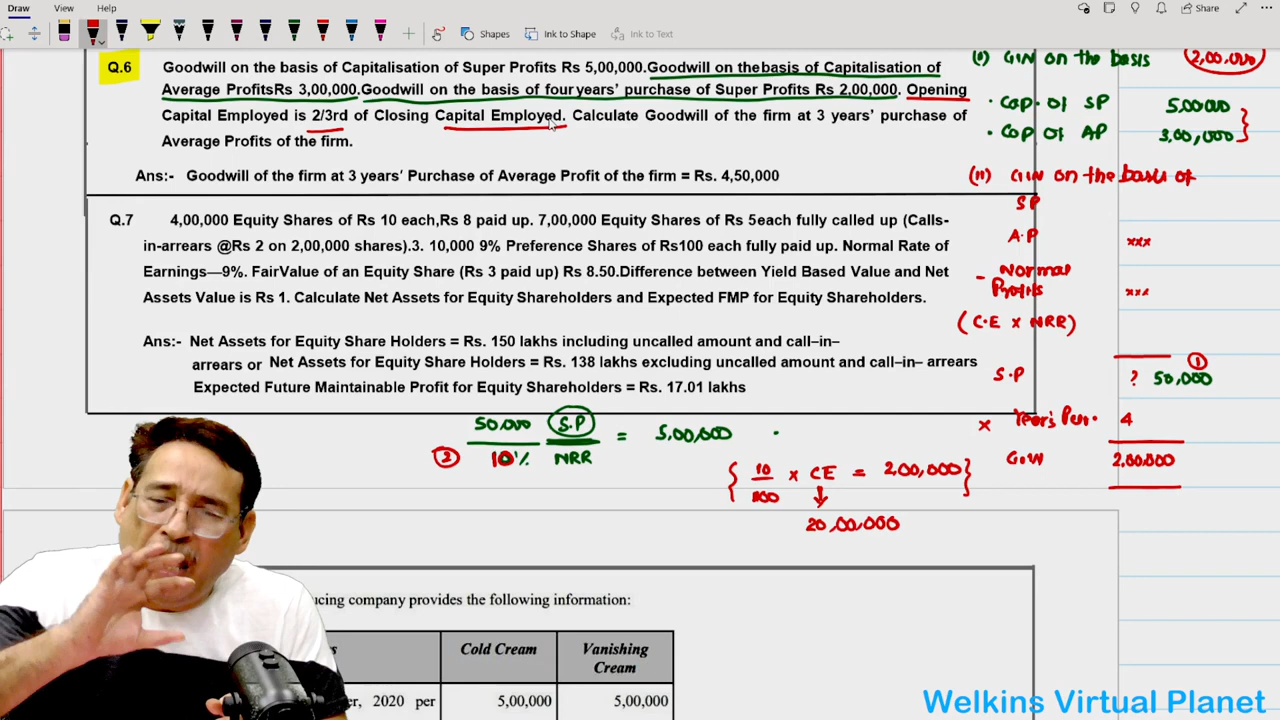 Draw View Help
Share
Shapes
Ink to Shape
Ink to Text
Q.6 Goodwill on the basis of Capitalisation of Super Profits Rs 5,00,000.Goodwill on thebasis of Capitalisation of
Average ProfitsRs 3,00,000.Goodwill on the basis of fouryears' purchase of Super Profits Rs 2,00,000. Opening
Capital Employed is 2/3rd of Closing Capital Employed. Calculate Goodwill of the firm at 3 years' purchase of
Average Profits of the firm.
Ans:- Goodwill of the firm at 3 years' Purchase of Average Profit of the firm = Rs. 4,50,000
Q.7 4,00,000 Equity Shares of Rs 10 each,Rs 8 paid up. 7,00,000 Equity Shares of Rs 5each fully called up (Calls-
in-arrears @Rs 2 on 2,00,000 shares).3. 10,000 9% Preference Shares of Rs100 each fully paid up. Normal Rate of
Earnings—9%. FairValue of an Equity Share (Rs 3 paid up) Rs 8.50.Difference between Yield Based Value and Net
Assets Value is Rs 1. Calculate Net Assets for Equity Shareholders and Expected FMP for Equity Shareholders.
Ans:- Net Assets for Equity Share Holders = Rs. 150 lakhs including uncalled amount and call–in–
arrears or Net Assets for Equity Share Holders = Rs. 138 lakhs excluding uncalled amount and call–in– arrears
Expected Future Maintainable Profit for Equity Shareholders = Rs. 17.01 lakhs
G/W on the basis 2,00,000
• Cap. of SP 5,00,000
• Cap of AP 3,00,000
(11) G/W on the basis of
SP
A.P xxx
- Normal
Profits xxx
(C.E x NRR)
1
S.P ? 50,000
x Year's Pur. 4
G/W 2,00,000
50,000 S.P = 5,00,000
2 10% NRR
{ 10 x CE = 2,00,000 }
100
20,00,000
ucing company provides the following information:
Cold Cream Vanishing
Cream
er, 2020 per 5,00,000 5,00,000
Welkins Virtual Planet